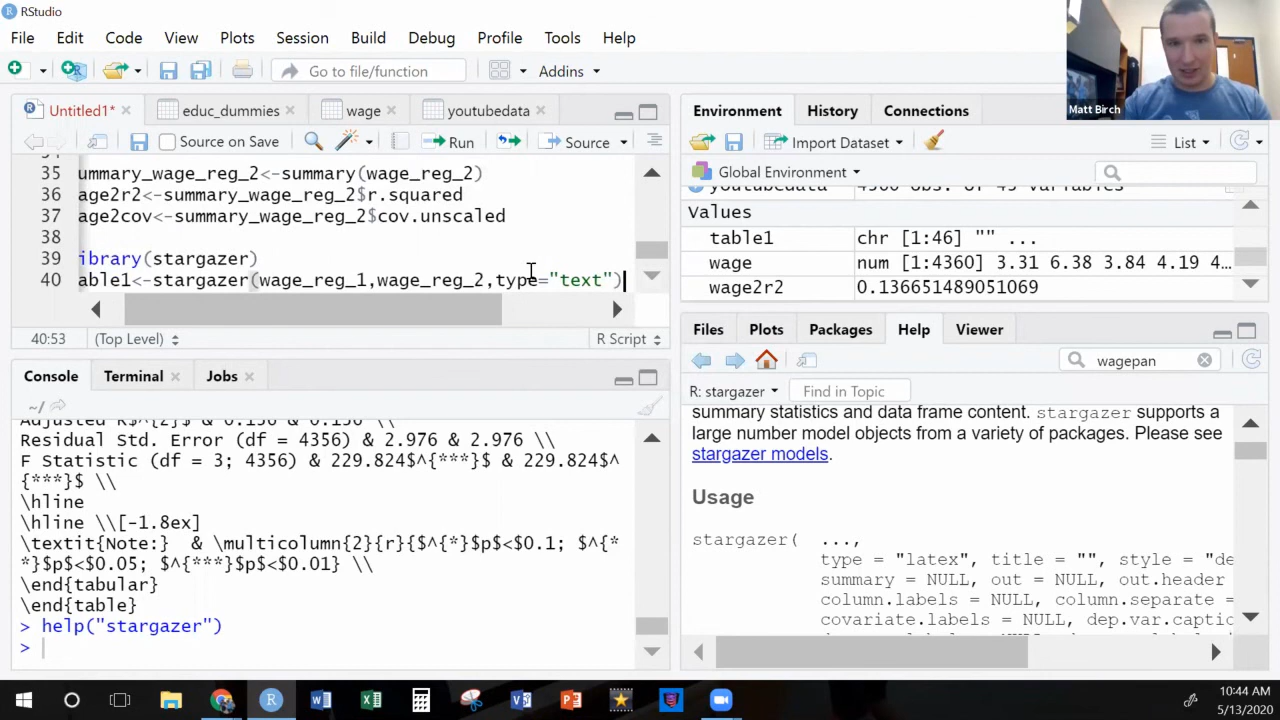 RStudio
File Edit Code View Plots Session Build Debug Profile Tools Help
Go to file/function Addins
Matt Birch
Untitled1* educ_dummies wage youtubedata
Source on Save Run Source
35 ummary_wage_reg_2<-summary(wage_reg_2)
36 age2r2<-summary_wage_reg_2$r.squared
37 age2cov<-summary_wage_reg_2$cov.unscaled
38
39 ibrary(stargazer)
40 able1<-stargazer(wage_reg_1,wage_reg_2,type="text")
40:53 (Top Level) R Script
Console Terminal Jobs
~/
Residual Std. Error (df = 4356) & 2.976 & 2.976 \\
F Statistic (df = 3; 4356) & 229.824$^{***}$ & 229.824$^
{***}$ \\
\hline
\hline \\[-1.8ex]
\textit{Note:} & \multicolumn{2}{r}{$^{*}$p$<$0.1; $^{*
*}$p$<$0.05; $^{***}$p$<$0.01} \\
\end{tabular}
\end{table}
> help("stargazer")
>
Environment History Connections
Import Dataset List
Global Environment
Values
table1 chr [1:46] "" ...
wage num [1:4360] 3.31 6.38 3.84 4.19 4...
wage2r2 0.136651489051069
Files Plots Packages Help Viewer
wagepan
R: stargazer Find in Topic
summary statistics and data frame content. stargazer supports a
large number model objects from a variety of packages. Please see
stargazer models.
Usage
stargazer( ...,
type = "latex", title = "", style = "de
summary = NULL, out = NULL, out.header
column.labels = NULL, column.separate =
covariate.labels = NULL, dep.var.captio
10:44 AM
5/13/2020